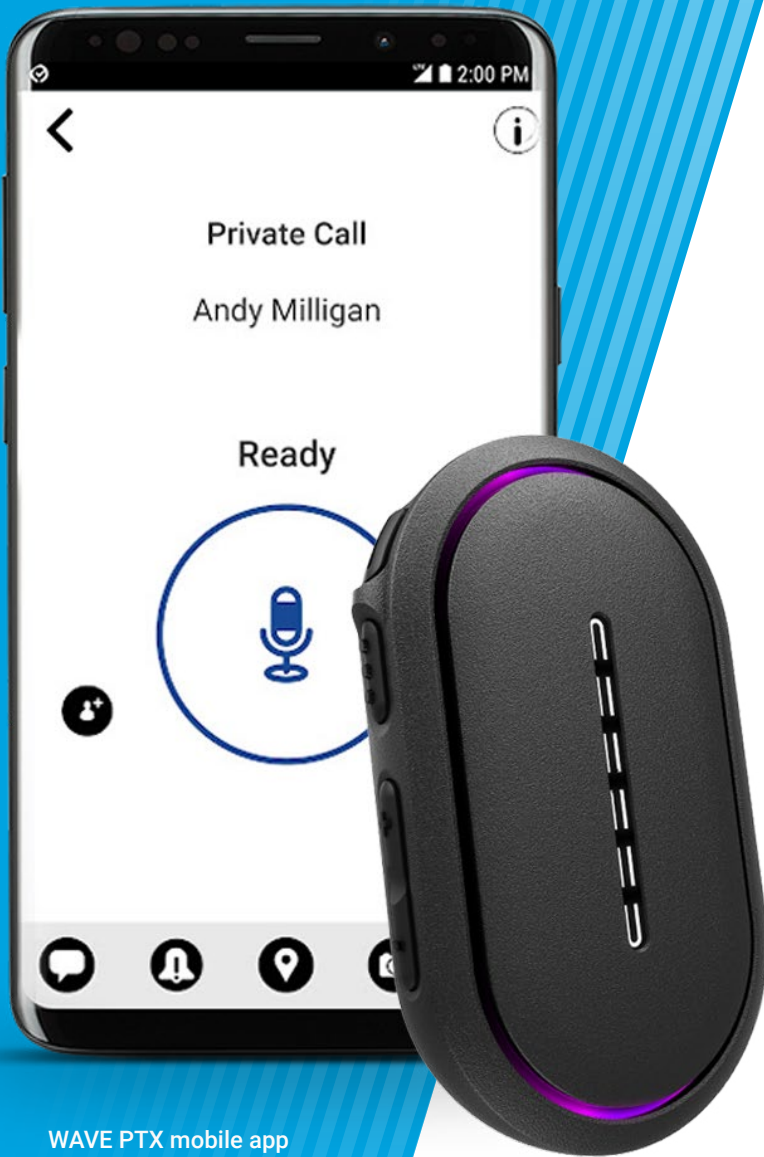 2:00 PM
Private Call
Andy Milligan
Ready
WAVE PTX mobile app